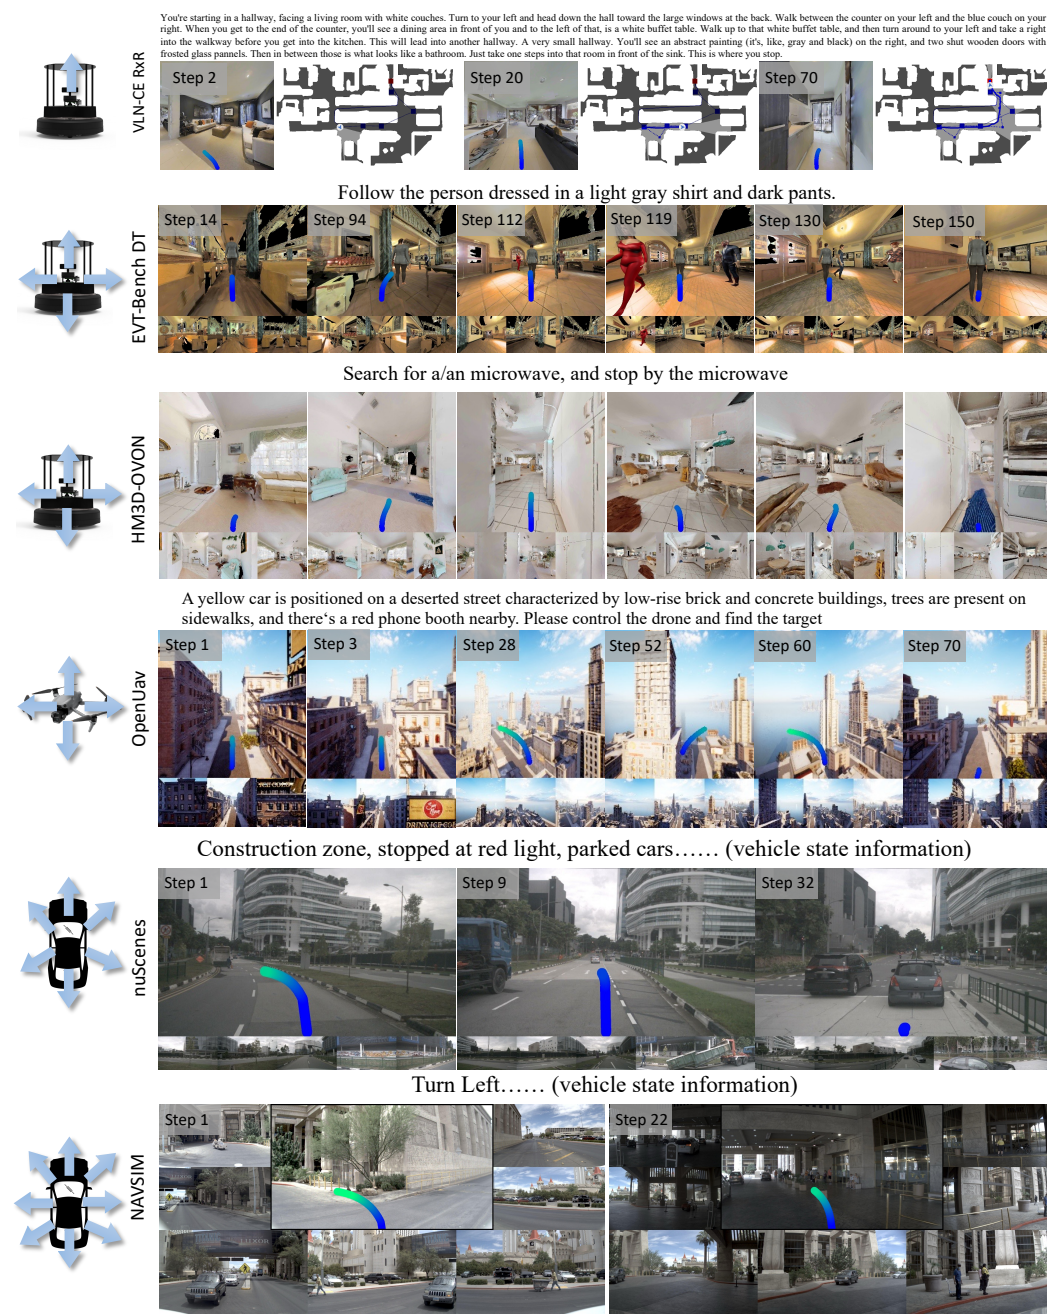 You're starting in a hallway, facing a living room with white couches. Turn to your left and head down the hall toward the large windows at the back. Walk between the counter on your left and the blue couch on your
right. When you get to the end of the counter, you'll see a dining area in front of you and to the left of that, is a white buffet table. Walk up to that white buffet table, and then turn around to your left and take a right
into the walkway before you get into the kitchen. This will lead into another hallway. A very small hallway. You'll see an abstract painting (it's, like, gray and black) on the right, and two shut wooden doors with
frosted glass pannels. Then in between those is what looks like a bathroom. Just take one steps into that room in front of the sink. This is where you stop.
VLN-CE RxR
Step 2
Step 20
Step 70
Follow the person dressed in a light gray shirt and dark pants.
EVT-Bench DT
Step 14
Step 94
Step 112
Step 119
Step 130
Step 150
Search for a/an microwave, and stop by the microwave
HM3D-OVON
A yellow car is positioned on a deserted street characterized by low-rise brick and concrete buildings, trees are present on
sidewalks, and there‘s a red phone booth nearby. Please control the drone and find the target
OpenUav
Step 1
Step 3
Step 28
Step 52
Step 60
Step 70
DRINK ICE-COLD
Construction zone, stopped at red light, parked cars…… (vehicle state information)
nuScenes
Step 1
Step 9
Step 32
Turn Left…… (vehicle state information)
NAVSIM
Step 1
Step 22